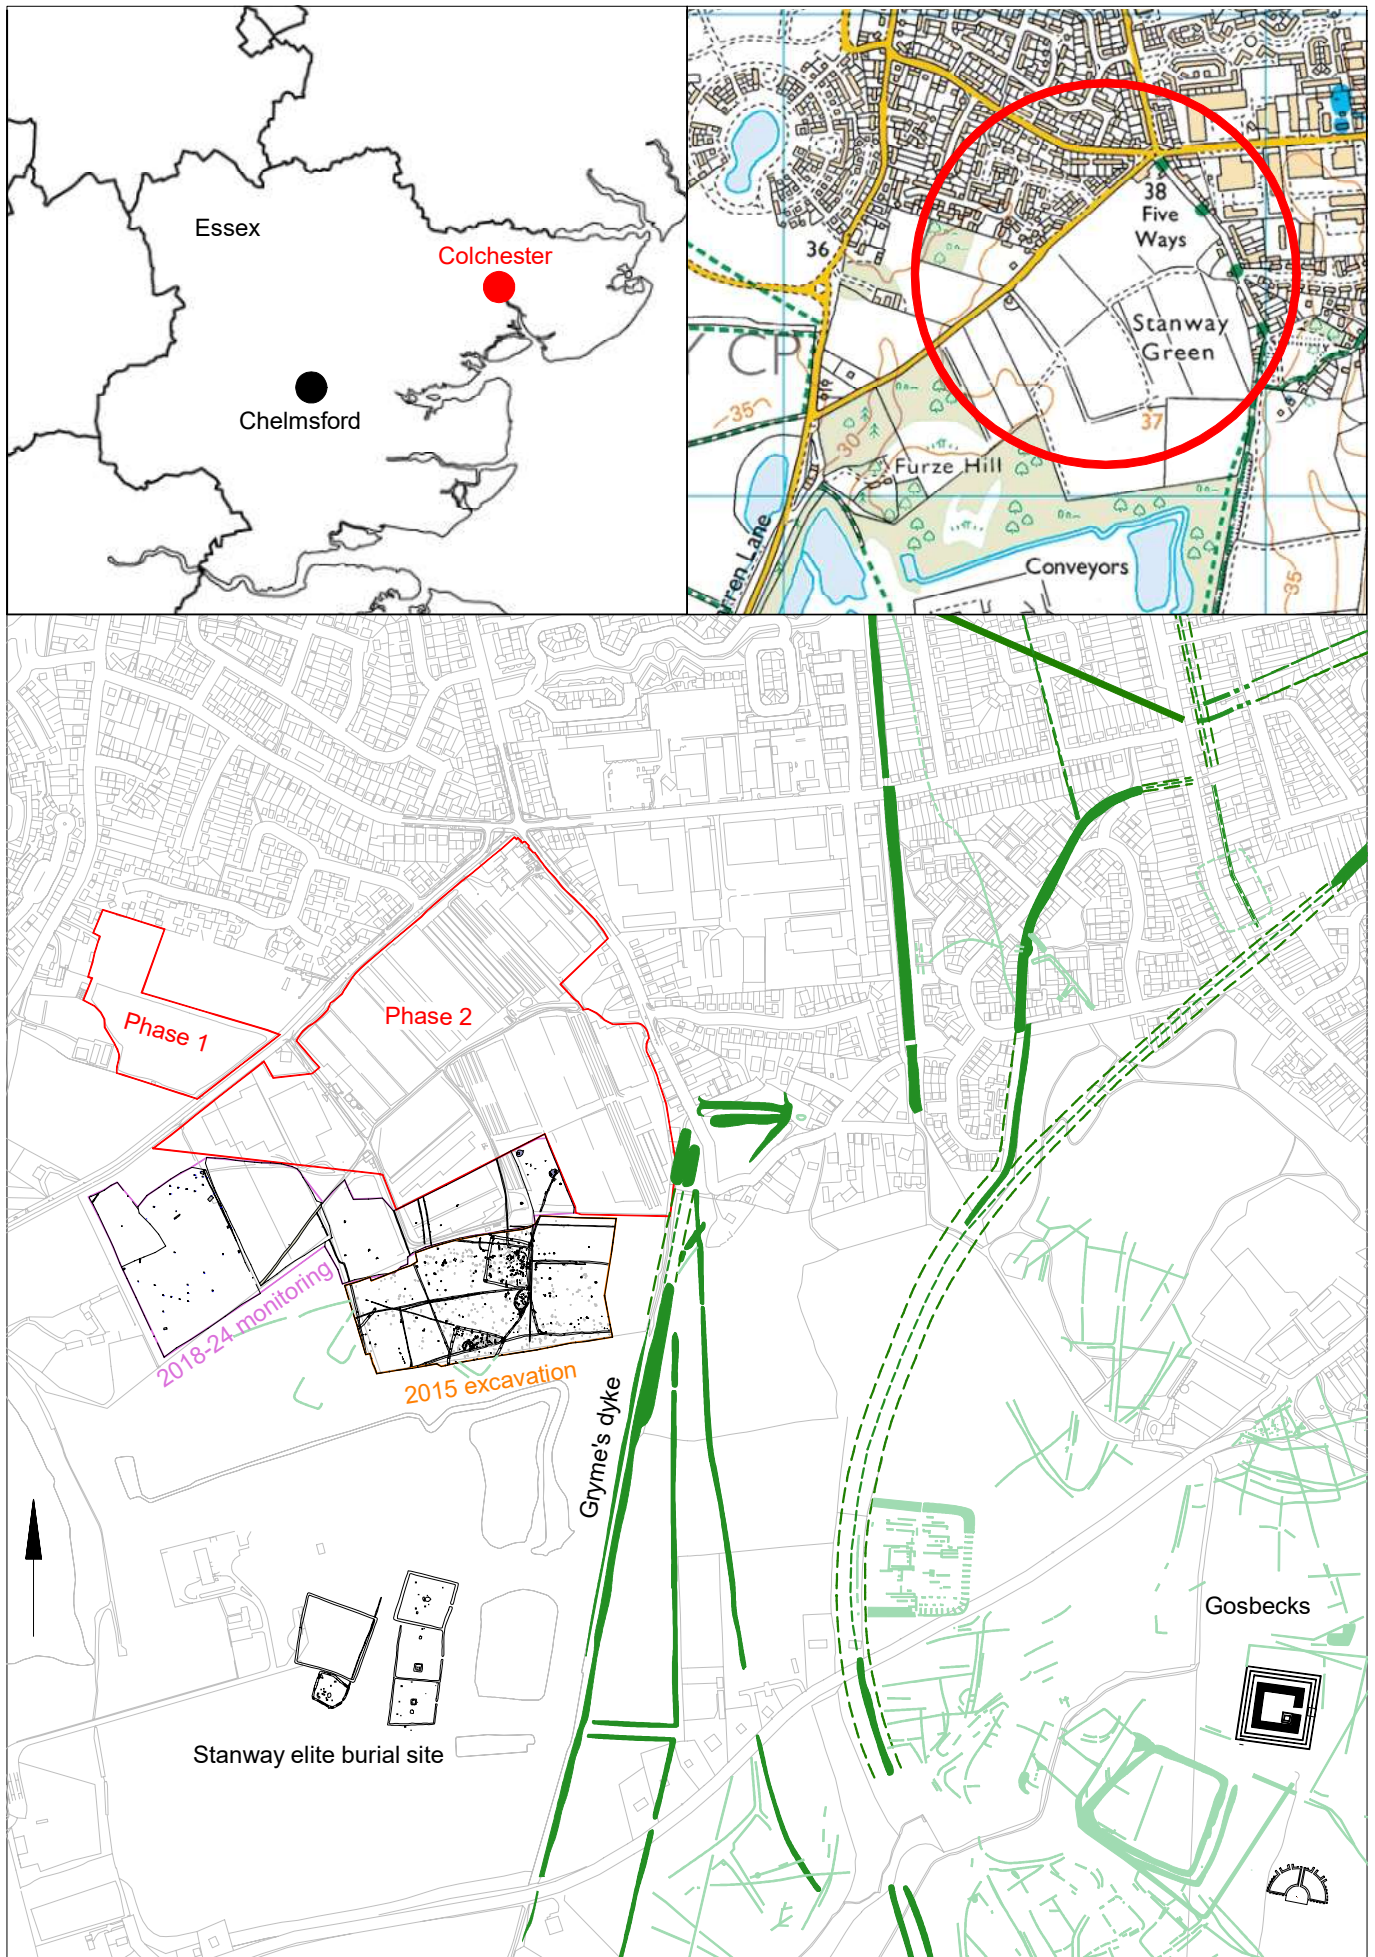 Essex
Colchester
Chelmsford
38
Five
Ways
36
Stanway
Green
CP
35
30
37
Furze Hill
Conveyors
35
Phase 1
Phase 2
2018-24 monitoring
2015 excavation
Gryme's dyke
Gosbecks
Stanway elite burial site